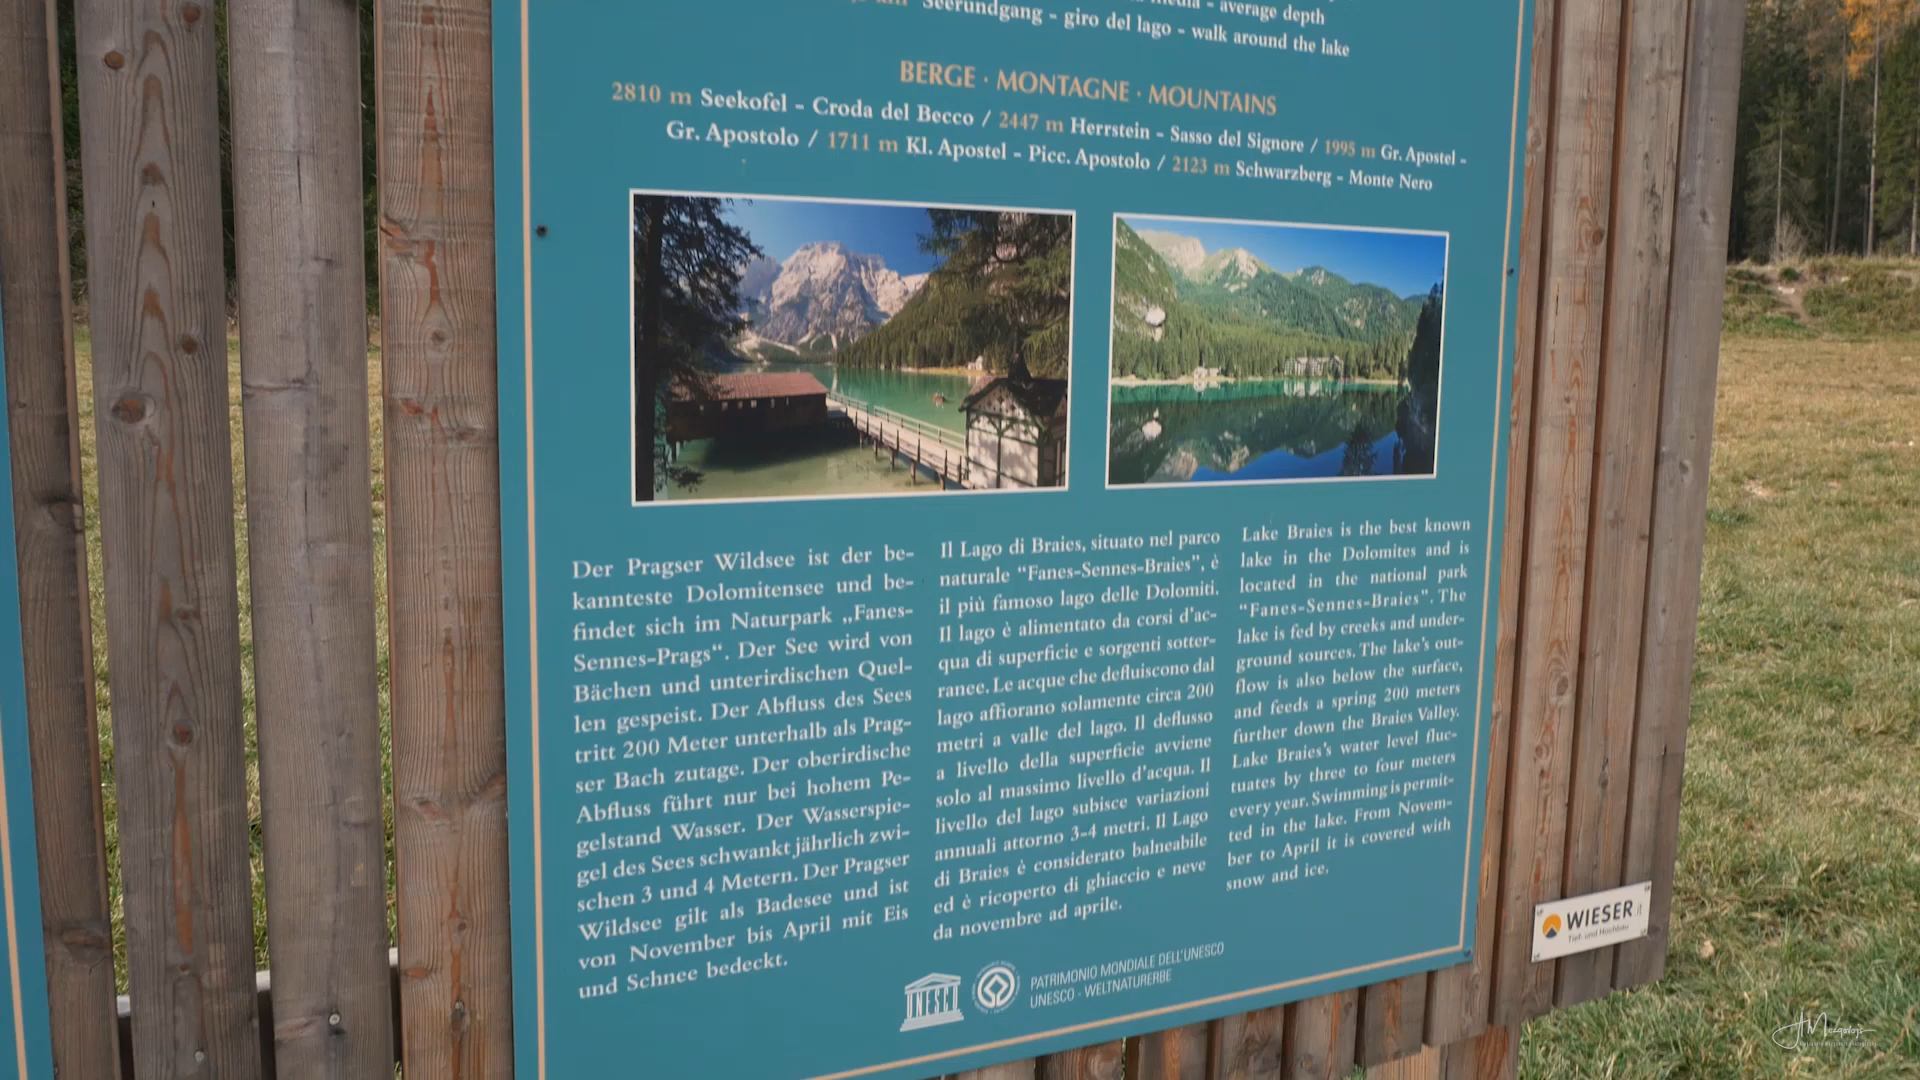 media - average depth
Seerundgang - giro del lago - walk around the lake
BERGE · MONTAGNE · MOUNTAINS
2810 m Seekofel - Croda del Becco / 2447 m Herrstein - Sasso del Signore / 1995 m Gr. Apostel -
Gr. Apostolo / 1711 m Kl. Apostel - Picc. Apostolo / 2123 m Schwarzberg - Monte Nero
Der Pragser Wildsee ist der be-
kannteste Dolomitensee und be-
findet sich im Naturpark „Fanes-
Sennes-Prags“. Der See wird von
Bächen und unterirdischen Quel-
len gespeist. Der Abfluss des Sees
tritt 200 Meter unterhalb als Prag-
ser Bach zutage. Der oberirdische
Abfluss führt nur bei hohem Pe-
gelstand Wasser. Der Wasserspie-
gel des Sees schwankt jährlich zwi-
schen 3 und 4 Metern. Der Pragser
Wildsee gilt als Badesee und ist
von November bis April mit Eis
und Schnee bedeckt.
Il Lago di Braies, situato nel parco
naturale “Fanes-Sennes-Braies”, è
il più famoso lago delle Dolomiti.
Il lago è alimentato da corsi d’ac-
qua di superficie e sorgenti sotter-
ranee. Le acque che defluiscono dal
lago affiorano solamente circa 200
metri a valle del lago. Il deflusso
a livello della superficie avviene
solo al massimo livello d’acqua. Il
livello del lago subisce variazioni
annuali attorno 3-4 metri. Il Lago
di Braies è considerato balneabile
ed è ricoperto di ghiaccio e neve
da novembre ad aprile.
Lake Braies is the best known
lake in the Dolomites and is
located in the national park
“Fanes-Sennes-Braies”. The
lake is fed by creeks and under-
ground sources. The lake’s out-
flow is also below the surface,
and feeds a spring 200 meters
further down the Braies Valley.
Lake Braies’s water level fluc-
tuates by three to four meters
every year. Swimming is permit-
ted in the lake. From Novem-
ber to April it is covered with
snow and ice.
UNESCO
PATRIMONIO MONDIALE DELL’UNESCO
UNESCO - WELTNATURERBE
WIESER.it
Tief- und Hochbau